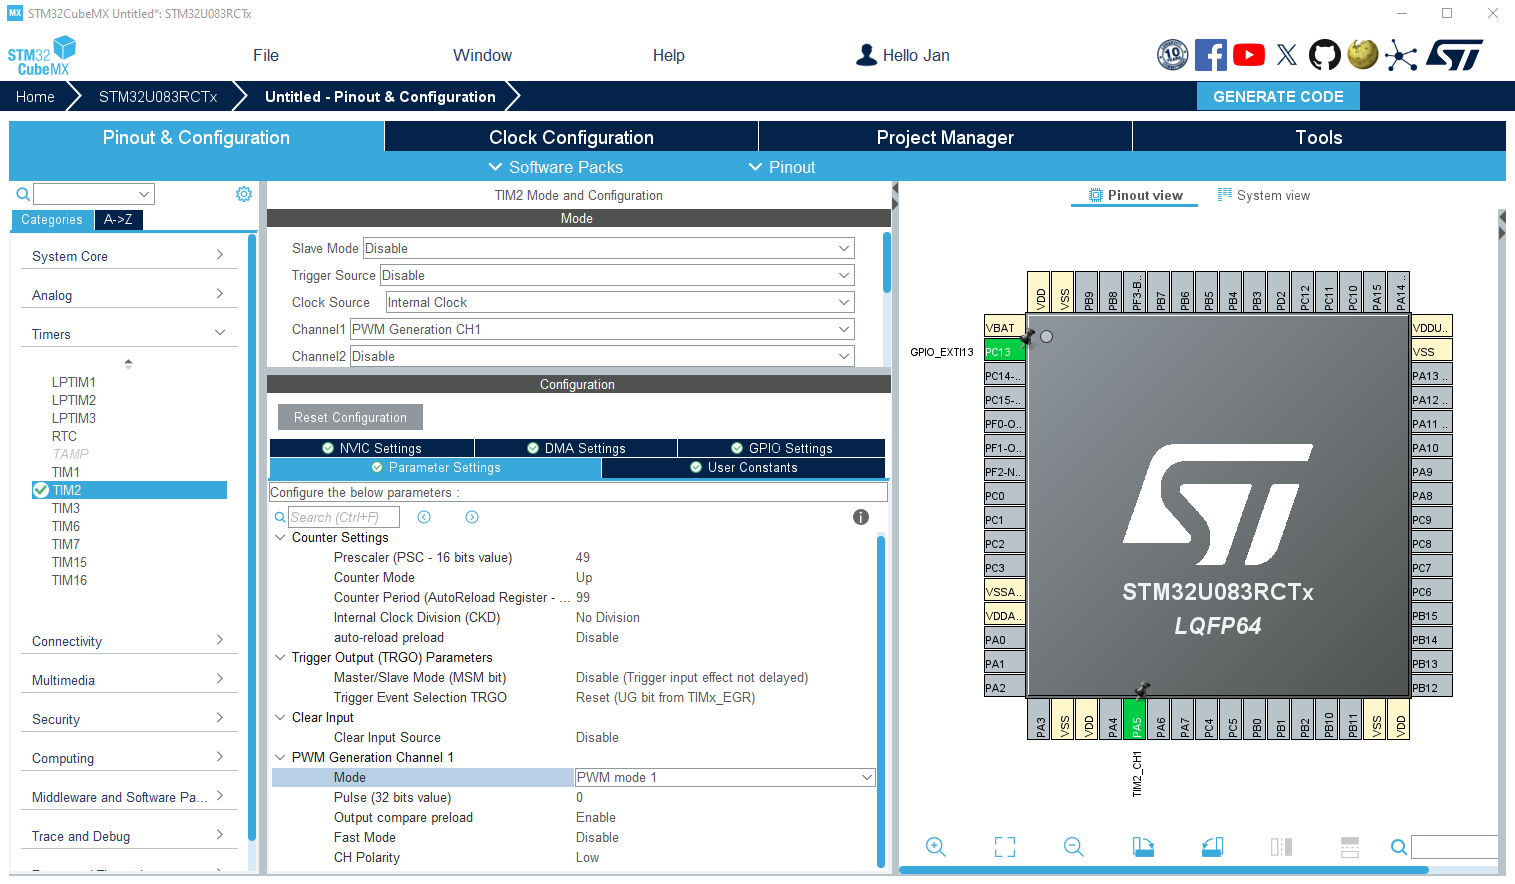 MX STM32CubeMX Untitled*: STM32U083RCTx
STM32 CubeMX
File
Window
Help
Hello Jan
10
ST
Home
STM32U083RCTx
Untitled - Pinout & Configuration
GENERATE CODE
Pinout & Configuration
Clock Configuration
Project Manager
Tools
Software Packs
Pinout
Categories
A->Z
System Core
Analog
Timers
LPTIM1
LPTIM2
LPTIM3
RTC
TAMP
TIM1
TIM2
TIM3
TIM6
TIM7
TIM15
TIM16
Connectivity
Multimedia
Security
Computing
Middleware and Software Pa...
Trace and Debug
TIM2 Mode and Configuration
Mode
Slave Mode Disable
Trigger Source Disable
Clock Source Internal Clock
Channel1 PWM Generation CH1
Channel2 Disable
Configuration
Reset Configuration
NVIC Settings
DMA Settings
GPIO Settings
Parameter Settings
User Constants
Configure the below parameters :
Search (Ctrl+F)
Counter Settings
Prescaler (PSC - 16 bits value) 49
Counter Mode Up
Counter Period (AutoReload Register - ... 99
Internal Clock Division (CKD) No Division
auto-reload preload Disable
Trigger Output (TRGO) Parameters
Master/Slave Mode (MSM bit) Disable (Trigger input effect not delayed)
Trigger Event Selection TRGO Reset (UG bit from TIMx_EGR)
Clear Input
Clear Input Source Disable
PWM Generation Channel 1
Mode PWM mode 1
Pulse (32 bits value) 0
Output compare preload Enable
Fast Mode Disable
CH Polarity Low
Pinout view
System view
VDD
VSS
PB9
PB8
PF3-B..
PB7
PB6
PB5
PB4
PB3
PD2
PC12
PC11
PC10
PA15
PA14 ..
VBAT
GPIO_EXTI13 PC13
PC14-..
PC15-..
PF0-O..
PF1-O..
PF2-N..
PC0
PC1
PC2
PC3
VSSA..
VDDA..
PA0
PA1
PA2
ST
STM32U083RCTx
LQFP64
VDDU..
VSS
PA13 ..
PA12 ..
PA11 ..
PA10
PA9
PA8
PC9
PC8
PC7
PC6
PB15
PB14
PB13
PB12
PA3
VSS
VDD
PA4
PA5
PA6
PA7
PC4
PC5
PB0
PB1
PB2
PB10
PB11
VSS
VDD
TIM2_CH1